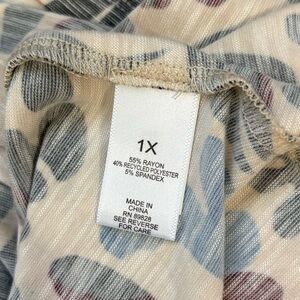 1X
55% RAYON
40% RECYCLED POLYESTER
5% SPANDEX
MADE IN
CHINA
RN 89828
SEE REVERSE
FOR CARE